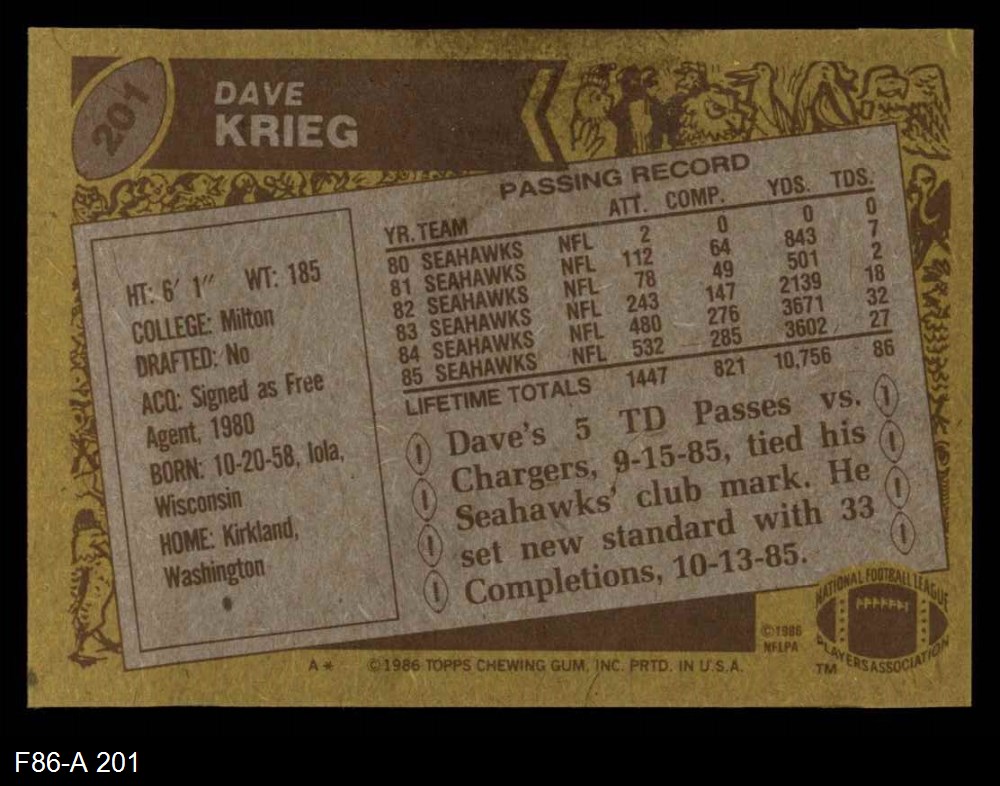 201
DAVE
KRIEG
PASSING RECORD
YR. TEAM ATT. COMP. YDS. TDS.
80 SEAHAWKS NFL 2 0 0 0
81 SEAHAWKS NFL 112 64 843 7
82 SEAHAWKS NFL 78 49 501 2
83 SEAHAWKS NFL 243 147 2139 18
84 SEAHAWKS NFL 480 276 3671 32
85 SEAHAWKS NFL 532 285 3602 27
LIFETIME TOTALS 1447 821 10,756 86
HT: 6' 1" WT: 185
COLLEGE: Milton
DRAFTED: No
ACQ: Signed as Free
Agent, 1980
BORN: 10-20-58, Iola,
Wisconsin
HOME: Kirkland,
Washington
Dave's 5 TD Passes vs.
Chargers, 9-15-85, tied his
Seahawks' club mark. He
set new standard with 33
Completions, 10-13-85.
©1986
NFLPA
NATIONAL FOOTBALL LEAGUE
PLAYERS ASSOCIATION
TM
A* ©1986 TOPPS CHEWING GUM, INC. PRTD. IN U.S.A.
F86-A 201